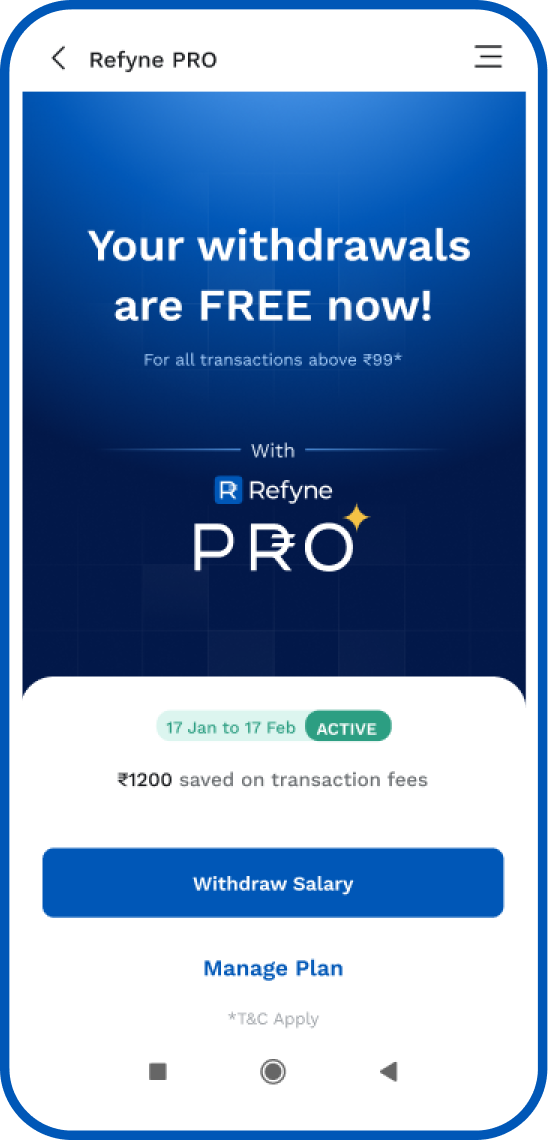 Refyne PRO
Your withdrawals
are FREE now!
For all transactions above ₹99*
With
Refyne
PRO
17 Jan to 17 Feb ACTIVE
₹1200 saved on transaction fees
Withdraw Salary
Manage Plan
*T&C Apply